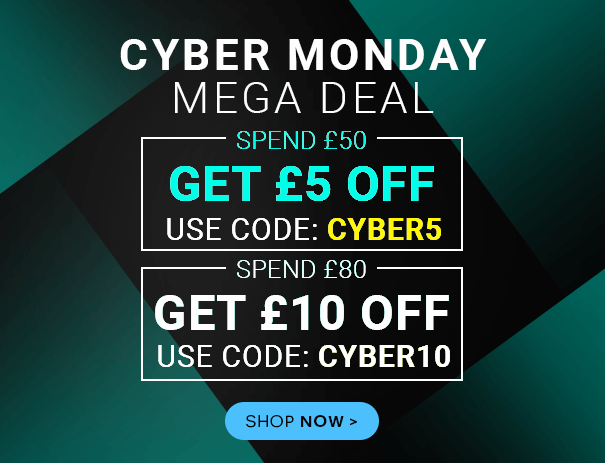 CYBER MONDAY
MEGA DEAL
SPEND £50
GET £5 OFF
USE CODE: CYBER5
SPEND £80
GET £10 OFF
USE CODE: CYBER10
SHOP NOW >